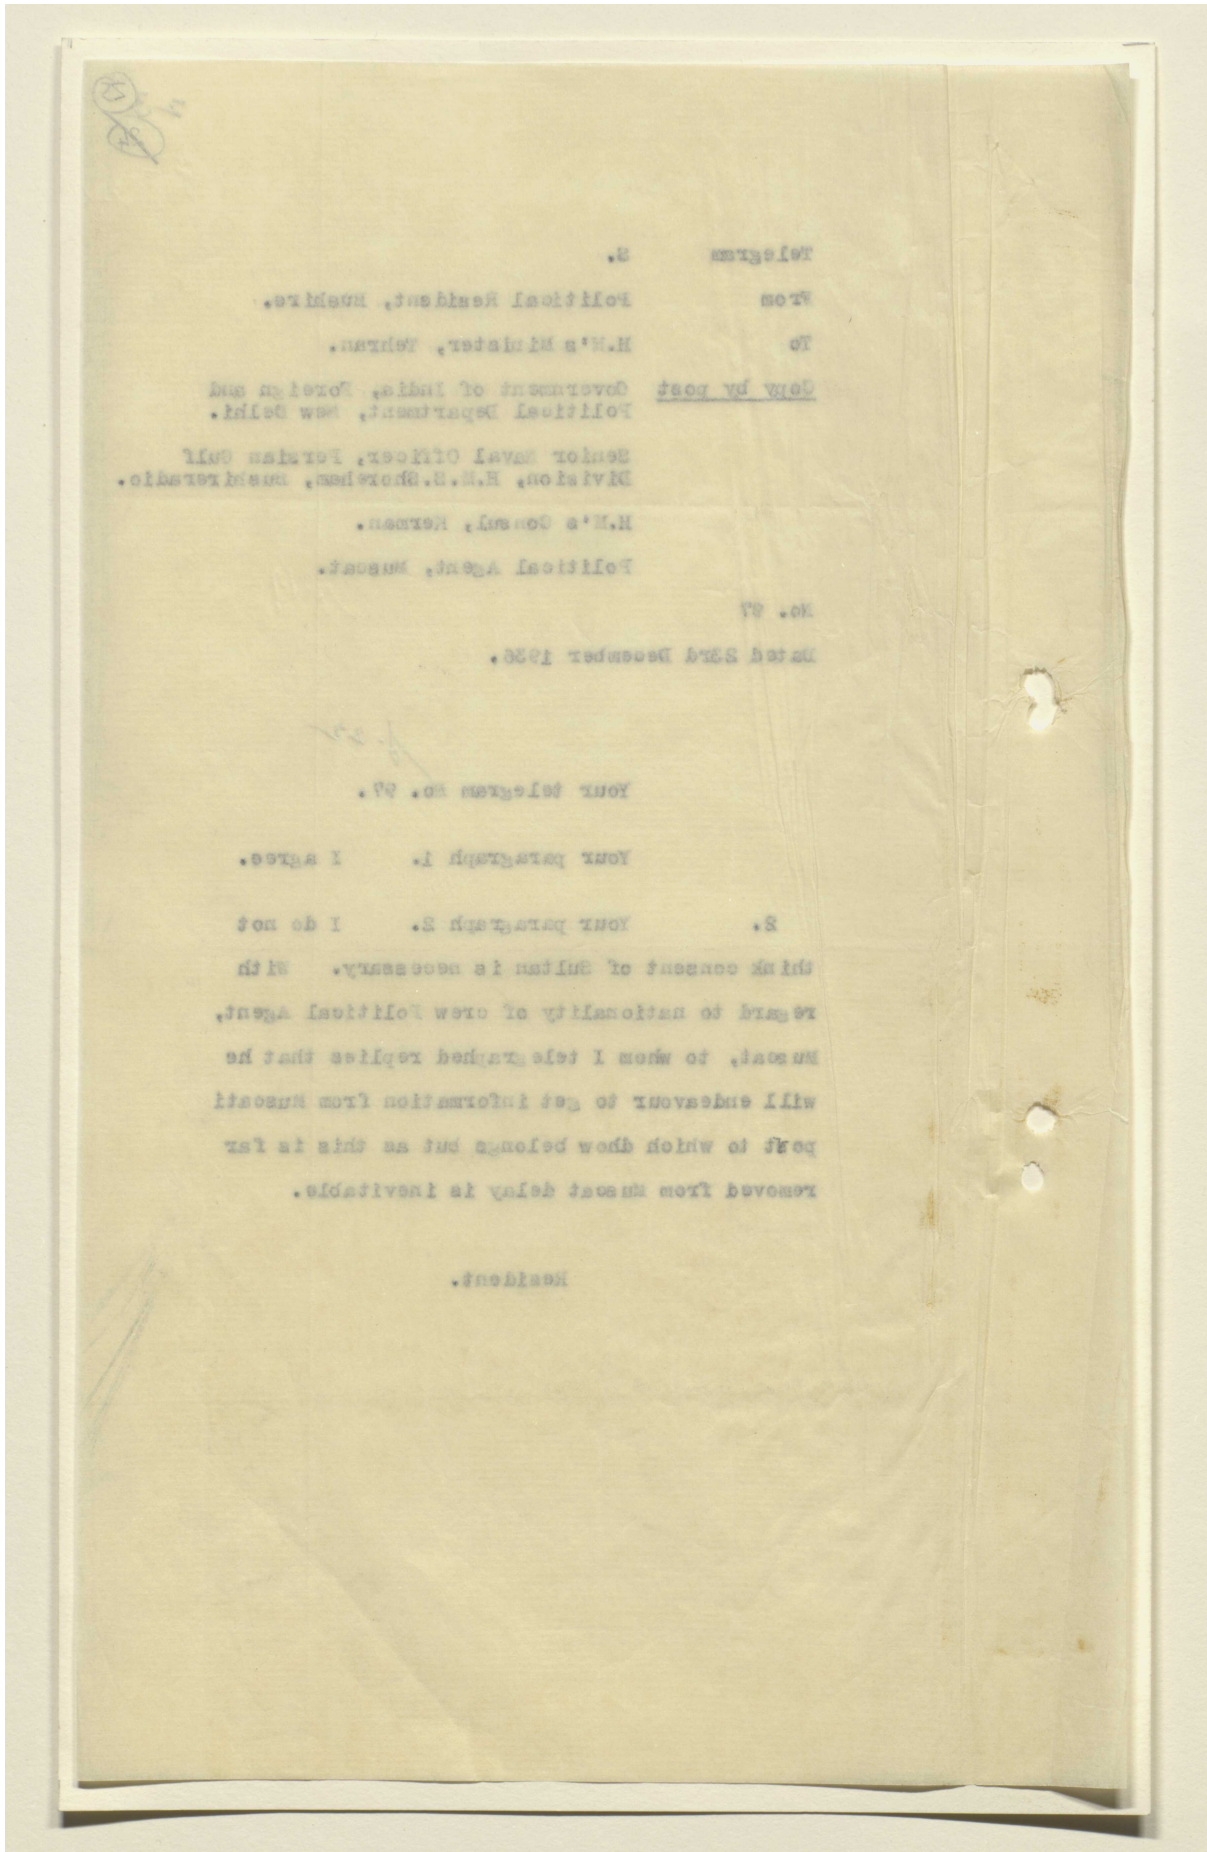 Telegram S.
From Political Resident, Bushire.
To H.M's Minister, Tehran.
Copy by post Government of India, Foreign and
Political Department, New Delhi.
Senior Naval Officer, Persian Gulf
Division, H.M.S.Shoreham, Bushireradio.
H.M's Consul, Kerman.
Political Agent, Muscat.
No. 97
Dated 23rd December 1936.
Your telegram No. 97.
Your paragraph 1. I agree.
2. Your paragraph 2. I do not
think consent of Sultan is necessary. With
regard to nationality of crew Political Agent,
Muscat, to whom I telegraphed replies that he
will endeavour to get information from Muscati
port to which dhow belongs but as this is far
removed from Muscat delay is inevitable.
Resident.